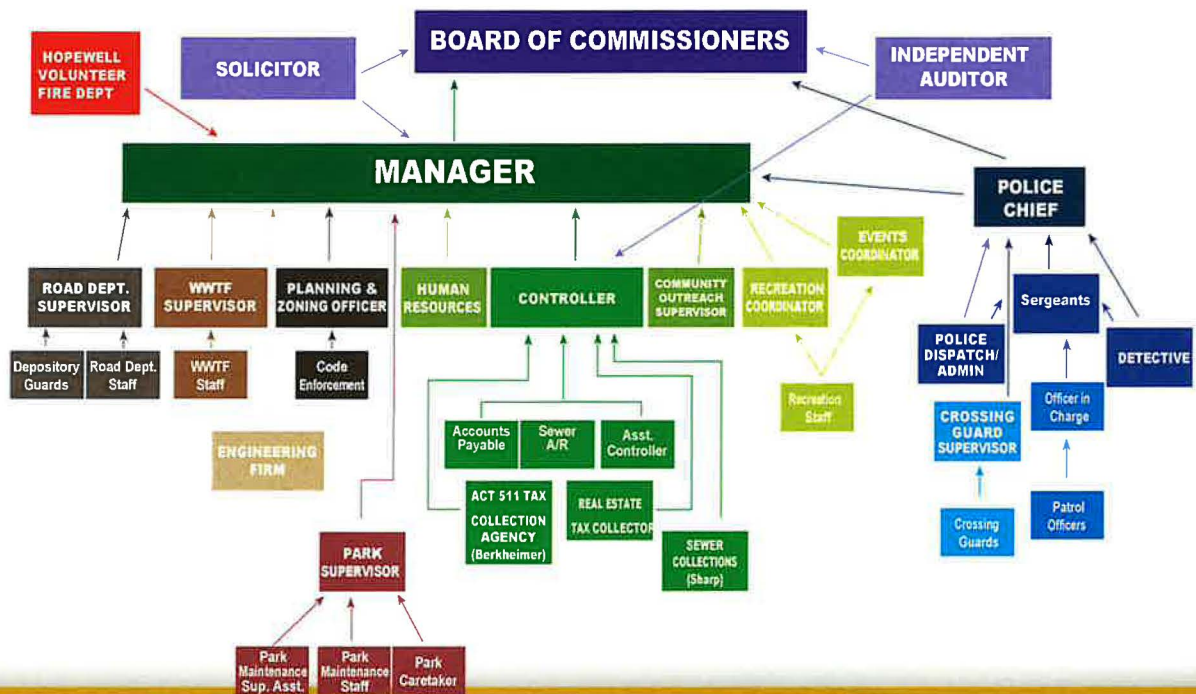 BOARD OF COMMISSIONERS
HOPEWELL
VOLUNTEER
FIRE DEPT
SOLICITOR
INDEPENDENT
AUDITOR
MANAGER
POLICE
CHIEF
EVENTS
COORDINATOR
ROAD DEPT.
SUPERVISOR
WWTF
SUPERVISOR
PLANNING &
ZONING OFFICER
HUMAN
RESOURCES
CONTROLLER
COMMUNITY
OUTREACH
SUPERVISOR
RECREATION
COORDINATOR
Sergeants
POLICE
DISPATCH/
ADMIN
DETECTIVE
Depository
Guards
Road Dept.
Staff
WWTF
Staff
Code
Enforcement
Recreation
Staff
Officer in
Charge
CROSSING
GUARD
SUPERVISOR
Accounts
Payable
Sewer
A/R
Asst.
Controller
ENGINEERING
FIRM
ACT 511 TAX
COLLECTION
AGENCY
(Berkheimer)
REAL ESTATE
TAX COLLECTOR
SEWER
COLLECTIONS
(Sharp)
Crossing
Guards
Patrol
Officers
PARK
SUPERVISOR
Park
Maintenance
Sup. Asst.
Park
Maintenance
Staff
Park
Caretaker